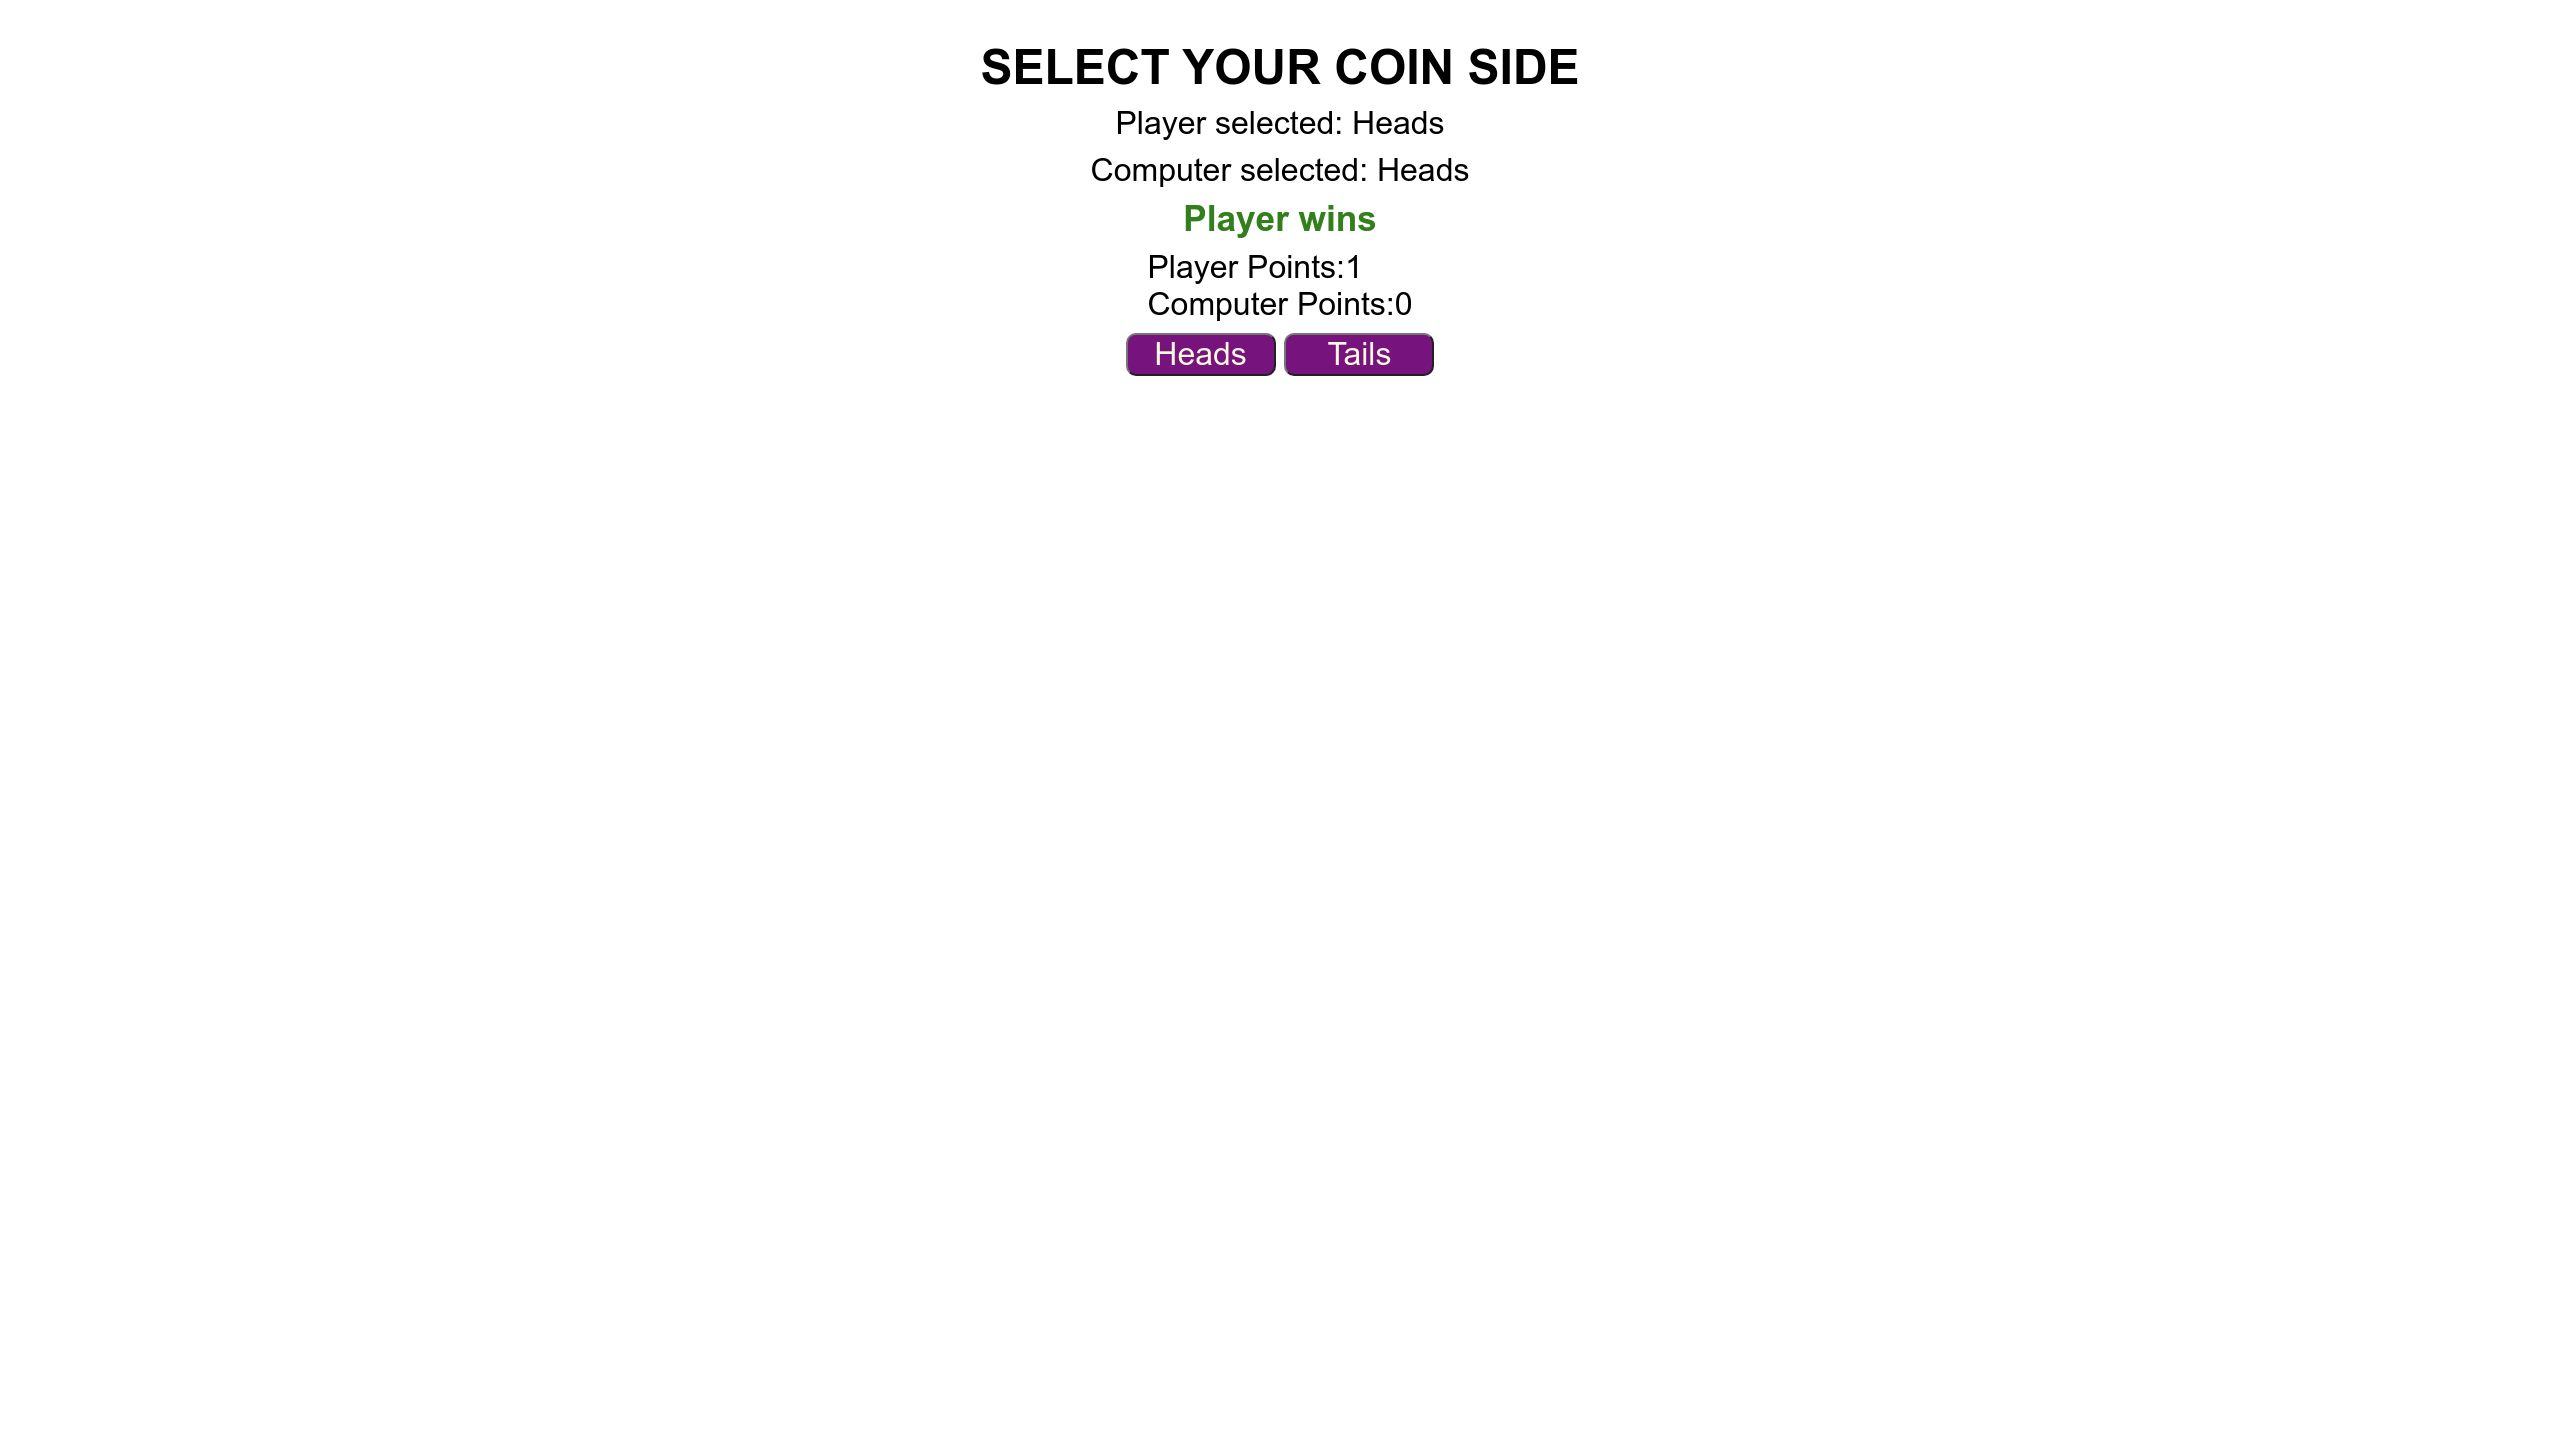 SELECT YOUR COIN SIDE
Player selected: Heads
Computer selected: Heads
Player wins
Player Points:1
Computer Points:0
Heads Tails